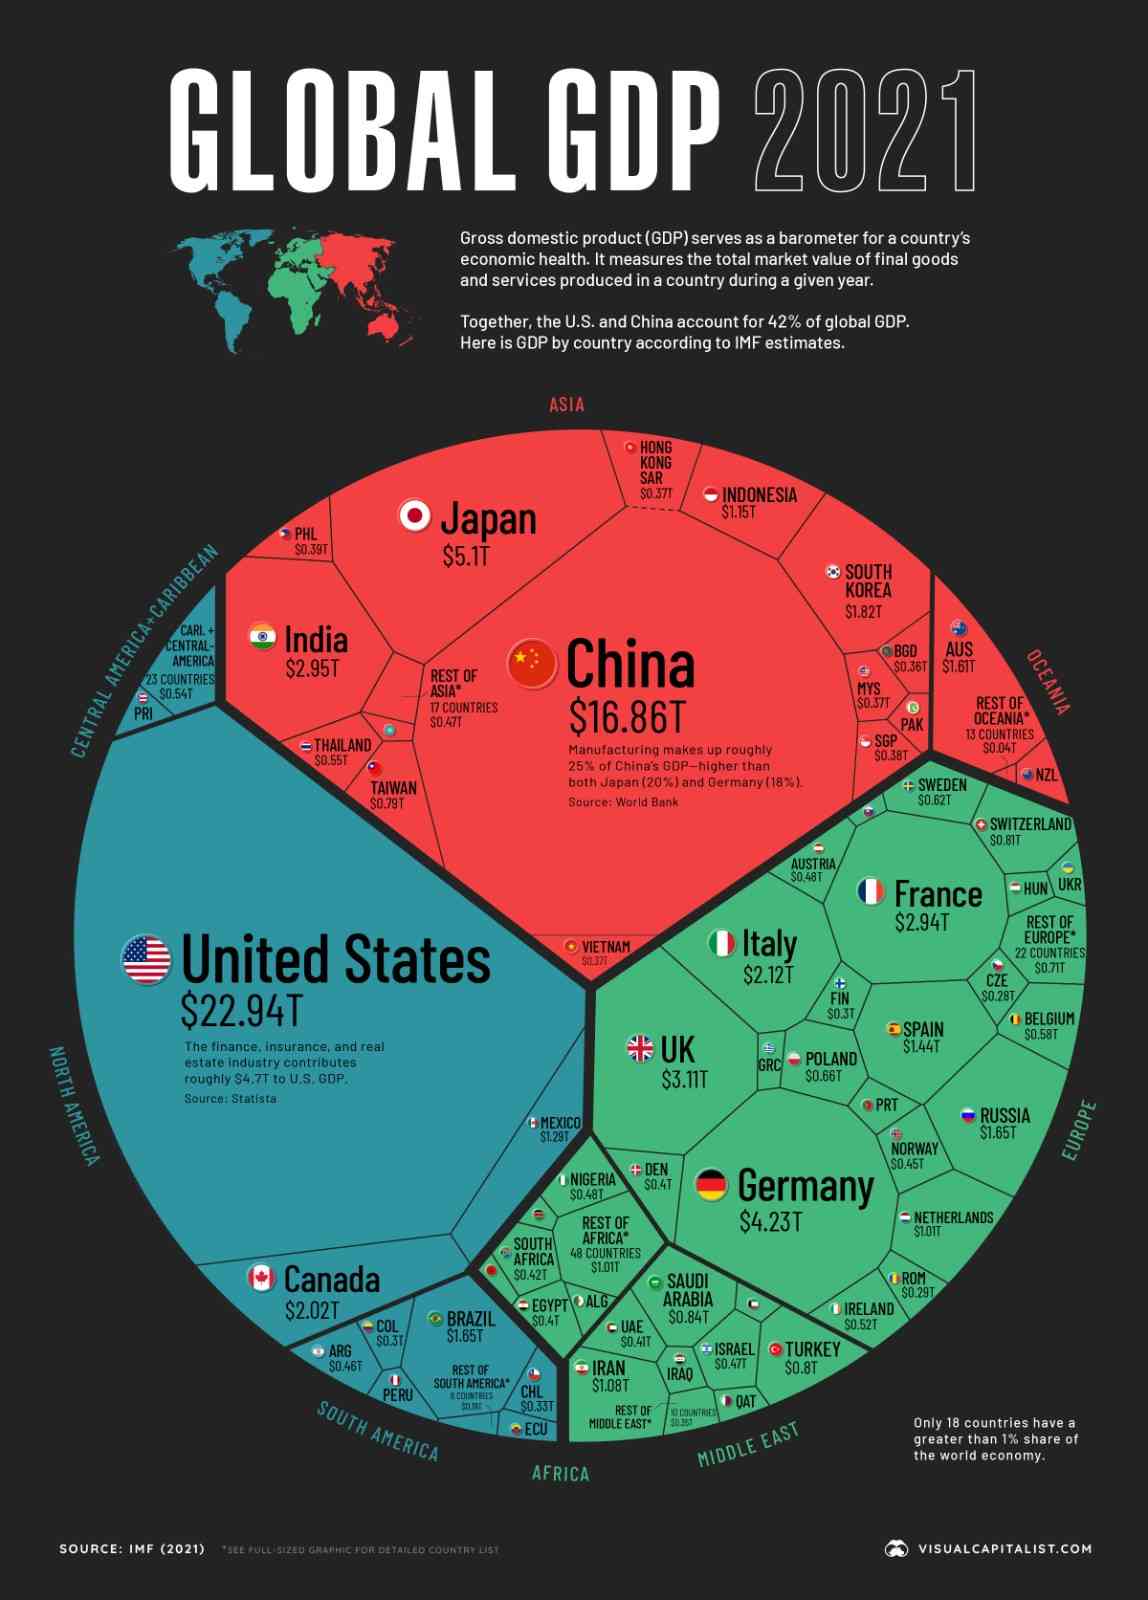 GLOBAL GDP 2021
Gross domestic product (GDP) serves as a barometer for a country's
economic health. It measures the total market value of final goods
and services produced in a country during a given year.
Together, the U.S. and China account for 42% of global GDP.
Here is GDP by country according to IMF estimates.
ASIA
HONG
KONG
SAR
$0.37T
INDONESIA
$1.15T
Japan
$5.1T
PHL
$0.39T
SOUTH
KOREA
$1.82T
India
$2.95T
China
$16.86T
Manufacturing makes up roughly
25% of China's GDP—higher than
both Japan (20%) and Germany (18%).
Source: World Bank
REST OF
ASIA*
17 COUNTRIES
$0.47T
BGD
$0.36T
MYS
$0.37T
PAK
SGP
$0.38T
THAILAND
$0.55T
TAIWAN
$0.79T
VIETNAM
$0.37T
OCEANIA
AUS
$1.61T
REST OF
OCEANIA*
13 COUNTRIES
$0.04T
NZL
CENTRAL AMERICA+CARIBBEAN
CARI. +
CENTRAL-
AMERICA
23 COUNTRIES
$0.54T
PRI
NORTH AMERICA
United States
$22.94T
The finance, insurance, and real
estate industry contributes
roughly $4.7T to U.S. GDP.
Source: Statista
MEXICO
$1.29T
Canada
$2.02T
EUROPE
SWEDEN
$0.62T
SWITZERLAND
$0.81T
AUSTRIA
$0.48T
France
$2.94T
HUN
UKR
REST OF
EUROPE*
22 COUNTRIES
$0.71T
Italy
$2.12T
FIN
$0.3T
CZE
$0.28T
BELGIUM
$0.58T
SPAIN
$1.44T
UK
$3.11T
GRC
POLAND
$0.66T
PRT
RUSSIA
$1.65T
NORWAY
$0.45T
DEN
$0.4T
Germany
$4.23T
NETHERLANDS
$1.01T
ROM
$0.29T
IRELAND
$0.52T
NIGERIA
$0.48T
REST OF
AFRICA*
48 COUNTRIES
$1.01T
SOUTH
AFRICA
$0.42T
EGYPT
$0.4T
ALG
AFRICA
SAUDI
ARABIA
$0.84T
UAE
$0.41T
ISRAEL
$0.47T
TURKEY
$0.8T
IRAN
$1.08T
IRAQ
QAT
REST OF
MIDDLE EAST*
10 COUNTRIES
MIDDLE EAST
BRAZIL
$1.65T
COL
$0.3T
ARG
$0.46T
PERU
REST OF
SOUTH AMERICA*
CHL
$0.33T
ECU
SOUTH AMERICA
Only 18 countries have a
greater than 1% share of
the world economy.
SOURCE: IMF (2021)
*SEE FULL-SIZED GRAPHIC FOR DETAILED COUNTRY LIST
VISUALCAPITALIST.COM